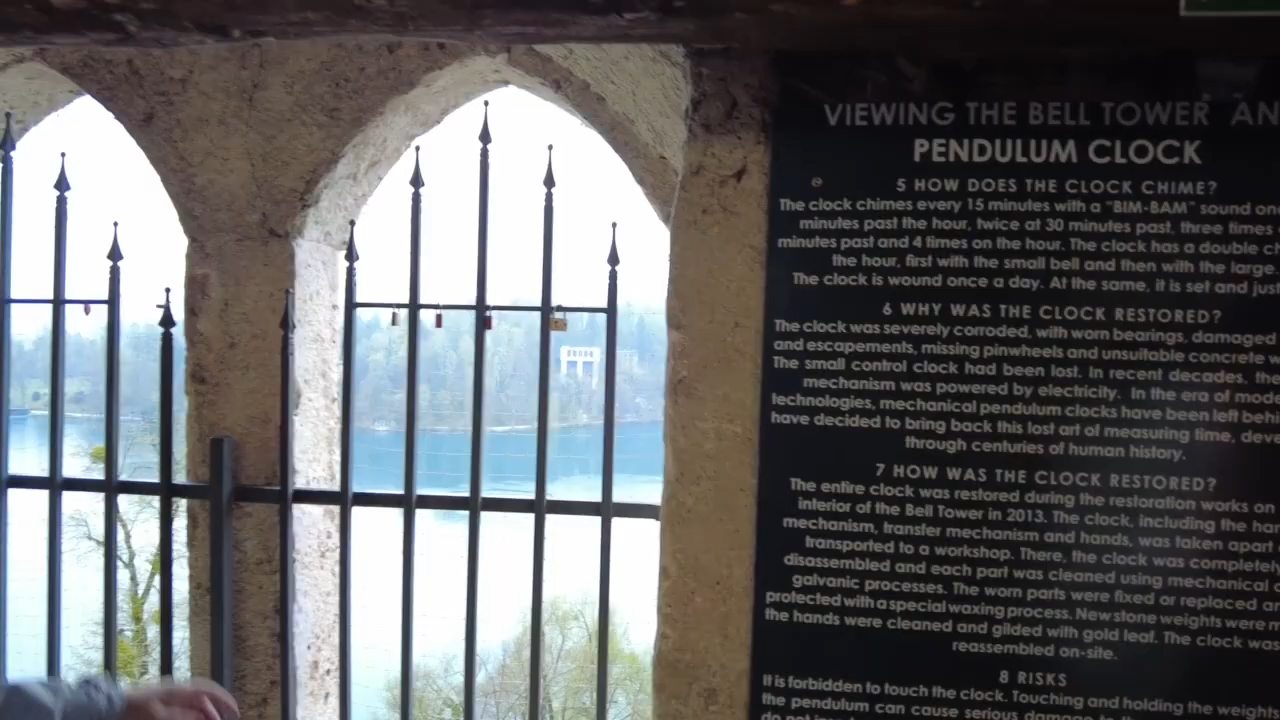 VIEWING THE BELL TOWER AN
PENDULUM CLOCK
5 HOW DOES THE CLOCK CHIME?
The clock chimes every 15 minutes with a "BIM-BAM" sound on
minutes past the hour, twice at 30 minutes past, three times
minutes past and 4 times on the hour. The clock has a double ch
the hour, first with the small bell and then with the large
The clock is wound once a day. At the same, it is set and just
6 WHY WAS THE CLOCK RESTORED?
The clock was severely corroded, with worn bearings, damaged
and escapements, missing pinwheels and unsuitable concrete w
The small control clock had been lost. In recent decades, the
mechanism was powered by electricity. In the era of mode
technologies, mechanical pendulum clocks have been left behi
have decided to bring back this lost art of measuring time, deve
through centuries of human history.
7 HOW WAS THE CLOCK RESTORED?
The entire clock was restored during the restoration works on
interior of the Bell Tower in 2013. The clock, including the ha
mechanism, transfer mechanism and hands, was taken apart
transported to a workshop. There, the clock was completely
disassembled and each part was cleaned using mechanical
galvanic processes. The worn parts were fixed or replaced a
protected with a special waxing process. New stone weights were m
the hands were cleaned and gilded with gold leaf. The clock was
reassembled on-site.
8 RISKS
It is forbidden to touch the clock. Touching and holding the weights
the pendulum can cause serious damage
do not